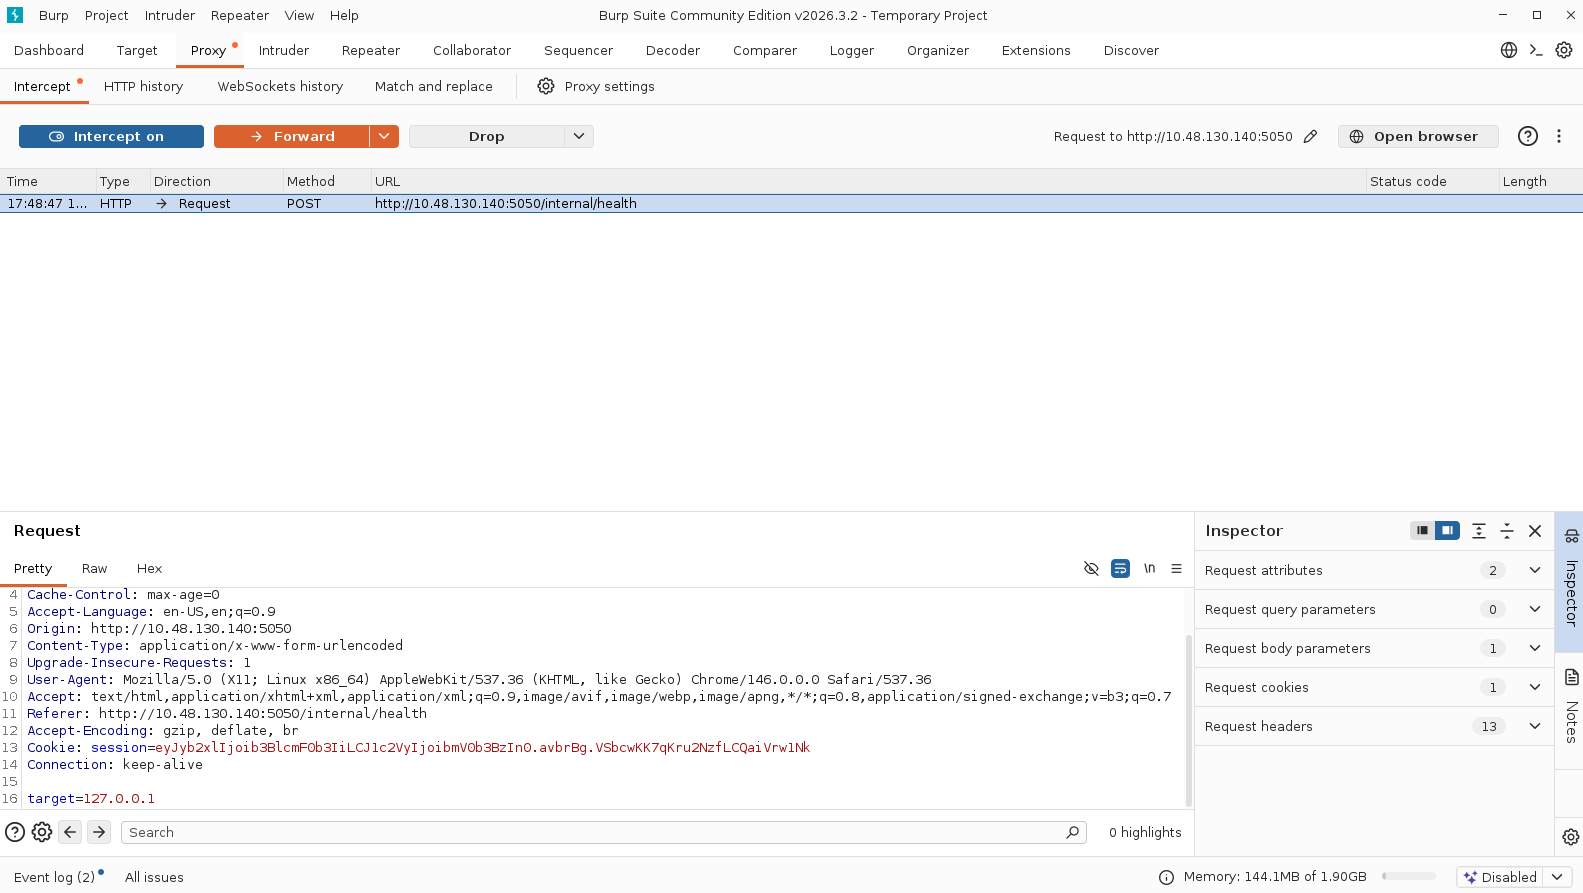 Burp Project Intruder Repeater View Help Burp Suite Community Edition v2026.3.2 - Temporary Project
Dashboard Target Proxy Intruder Repeater Collaborator Sequencer Decoder Comparer Logger Organizer Extensions Discover
Intercept HTTP history WebSockets history Match and replace Proxy settings
Intercept on Forward Drop Request to http://10.48.130.140:5050 Open browser
Time Type Direction Method URL Status code Length
17:48:47 1... HTTP → Request POST http://10.48.130.140:5050/internal/health
Request
Pretty Raw Hex \n
4 Cache-Control: max-age=0
5 Accept-Language: en-US,en;q=0.9
6 Origin: http://10.48.130.140:5050
7 Content-Type: application/x-www-form-urlencoded
8 Upgrade-Insecure-Requests: 1
9 User-Agent: Mozilla/5.0 (X11; Linux x86_64) AppleWebKit/537.36 (KHTML, like Gecko) Chrome/146.0.0.0 Safari/537.36
10 Accept: text/html,application/xhtml+xml,application/xml;q=0.9,image/avif,image/webp,image/apng,*/*;q=0.8,application/signed-exchange;v=b3;q=0.7
11 Referer: http://10.48.130.140:5050/internal/health
12 Accept-Encoding: gzip, deflate, br
13 Cookie: session=eyJyb2xlIjoib3BlcmF0b3IiLCJ1c2VyIjoibmV0b3BzIn0.avbrBg.VSbcwKK7qKru2NzfLCQaiVrw1Nk
14 Connection: keep-alive
15
16 target=127.0.0.1
Search 0 highlights
Inspector
Request attributes 2
Request query parameters 0
Request body parameters 1
Request cookies 1
Request headers 13
Inspector
Notes
Event log (2) All issues Memory: 144.1MB of 1.90GB Disabled